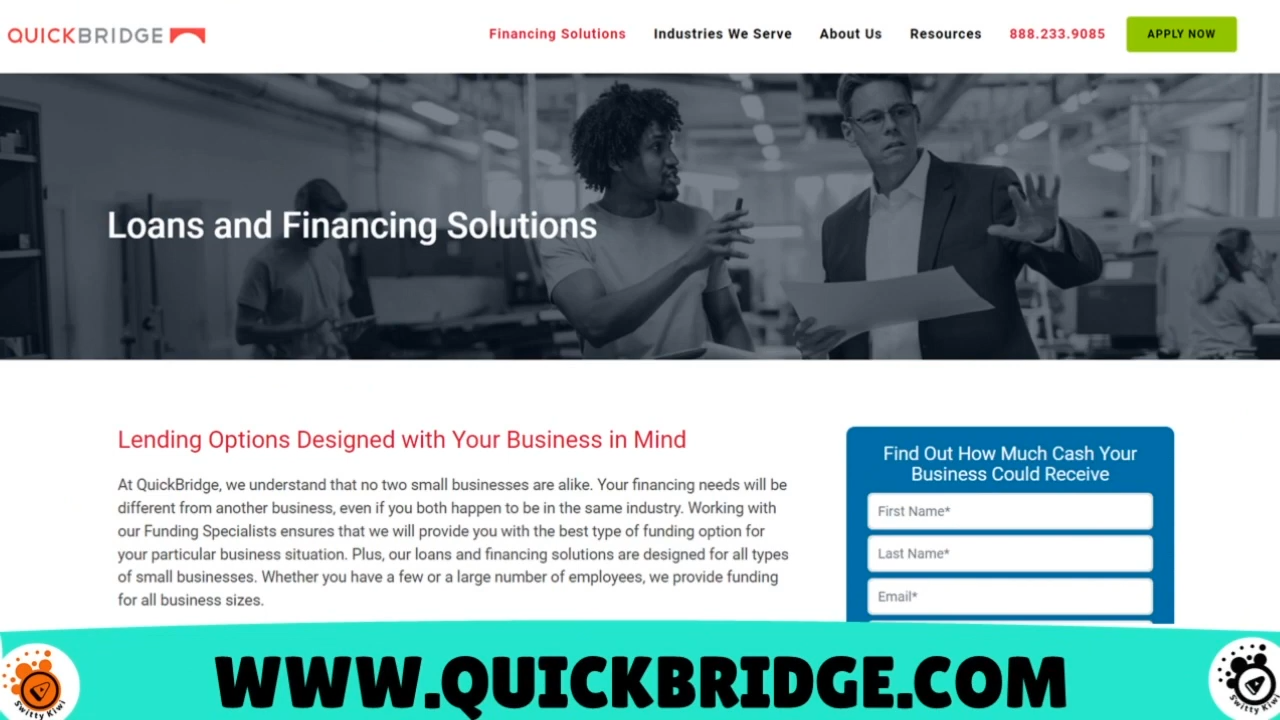 QUICKBRIDGE
Financing Solutions Industries We Serve About Us Resources 888.233.9085 APPLY NOW
Loans and Financing Solutions
Lending Options Designed with Your Business in Mind
At QuickBridge, we understand that no two small businesses are alike. Your financing needs will be
different from another business, even if you both happen to be in the same industry. Working with
our Funding Specialists ensures that we will provide you with the best type of funding option for
your particular business situation. Plus, our loans and financing solutions are designed for all types
of small businesses. Whether you have a few or a large number of employees, we provide funding
for all business sizes.
Find Out How Much Cash Your
Business Could Receive
First Name*
Last Name*
Email*
Switty Kiwi
WWW.QUICKBRIDGE.COM
Switty Kiwi